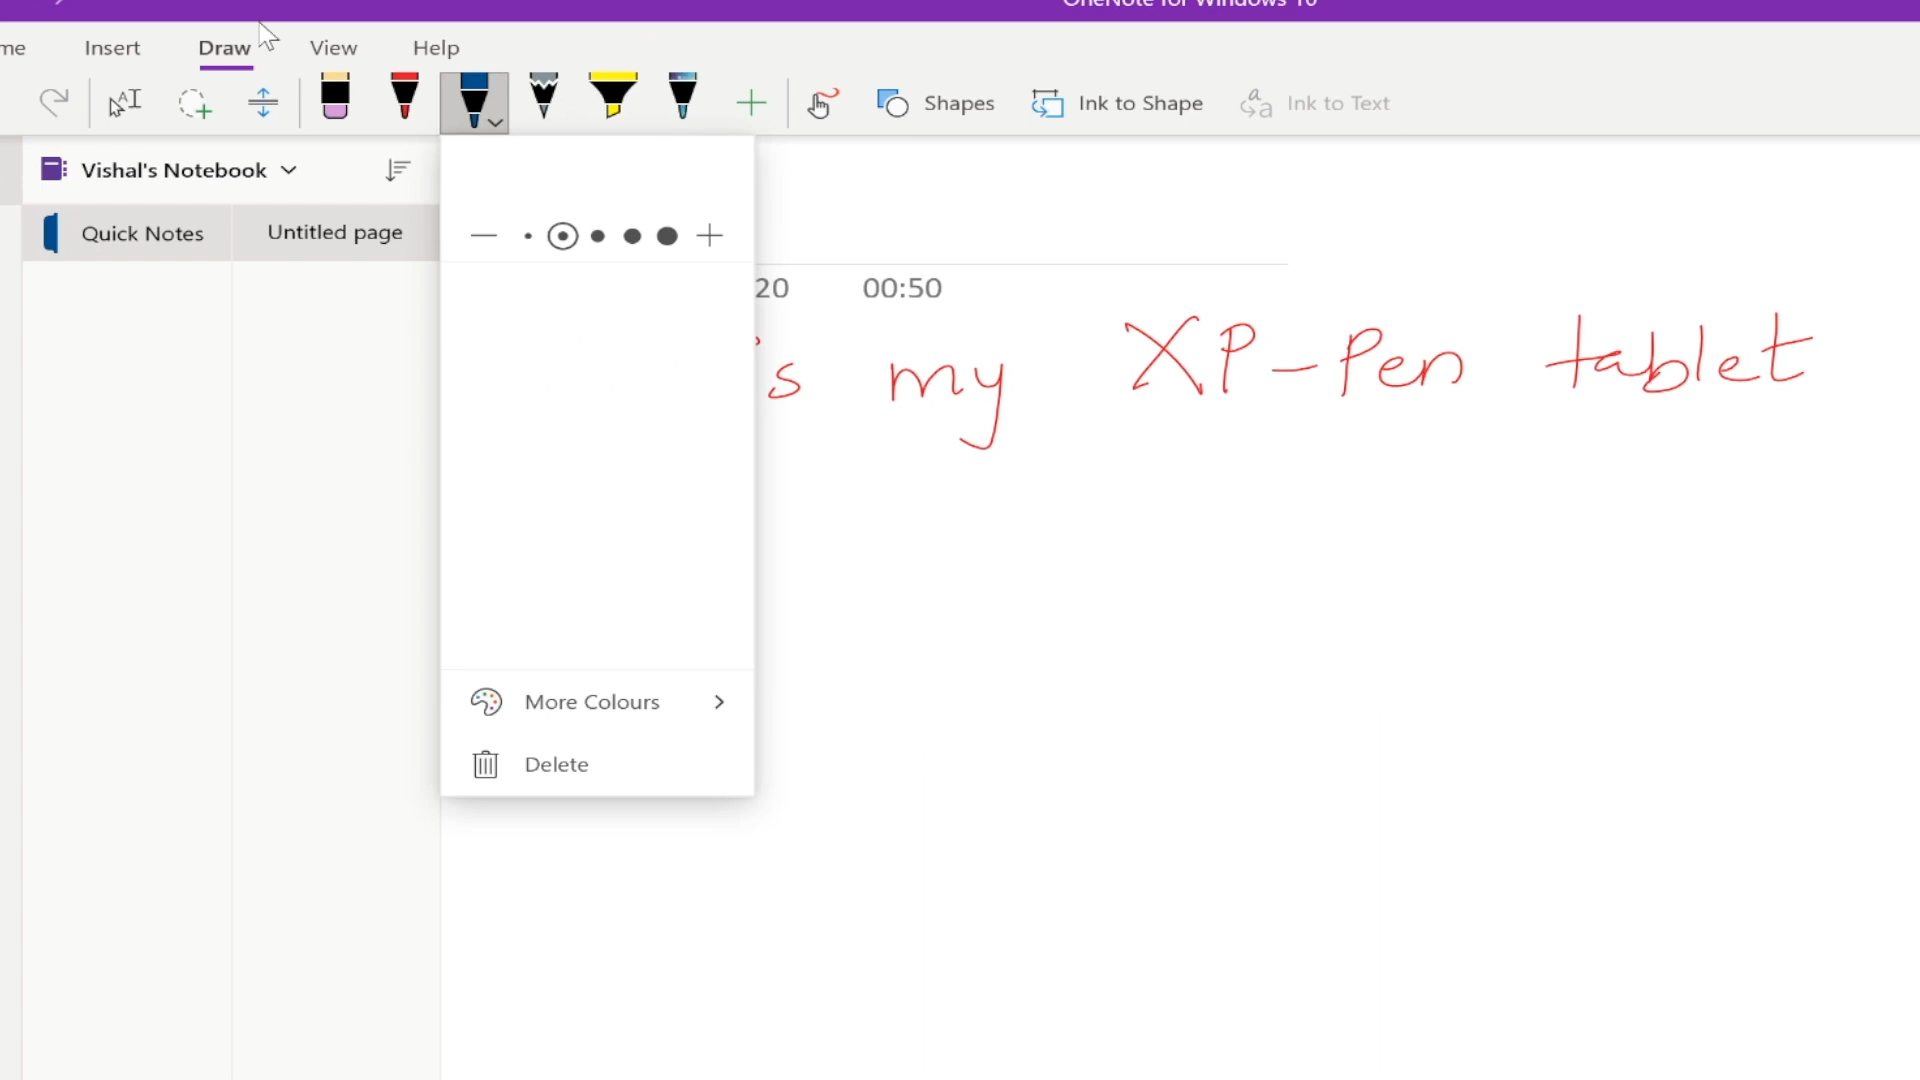 OneNote for Windows 10
me Insert Draw View Help
Shapes Ink to Shape Ink to Text
Vishal's Notebook
Quick Notes Untitled page
20 00:50
's my XP-Pen tablet
More Colours
Delete